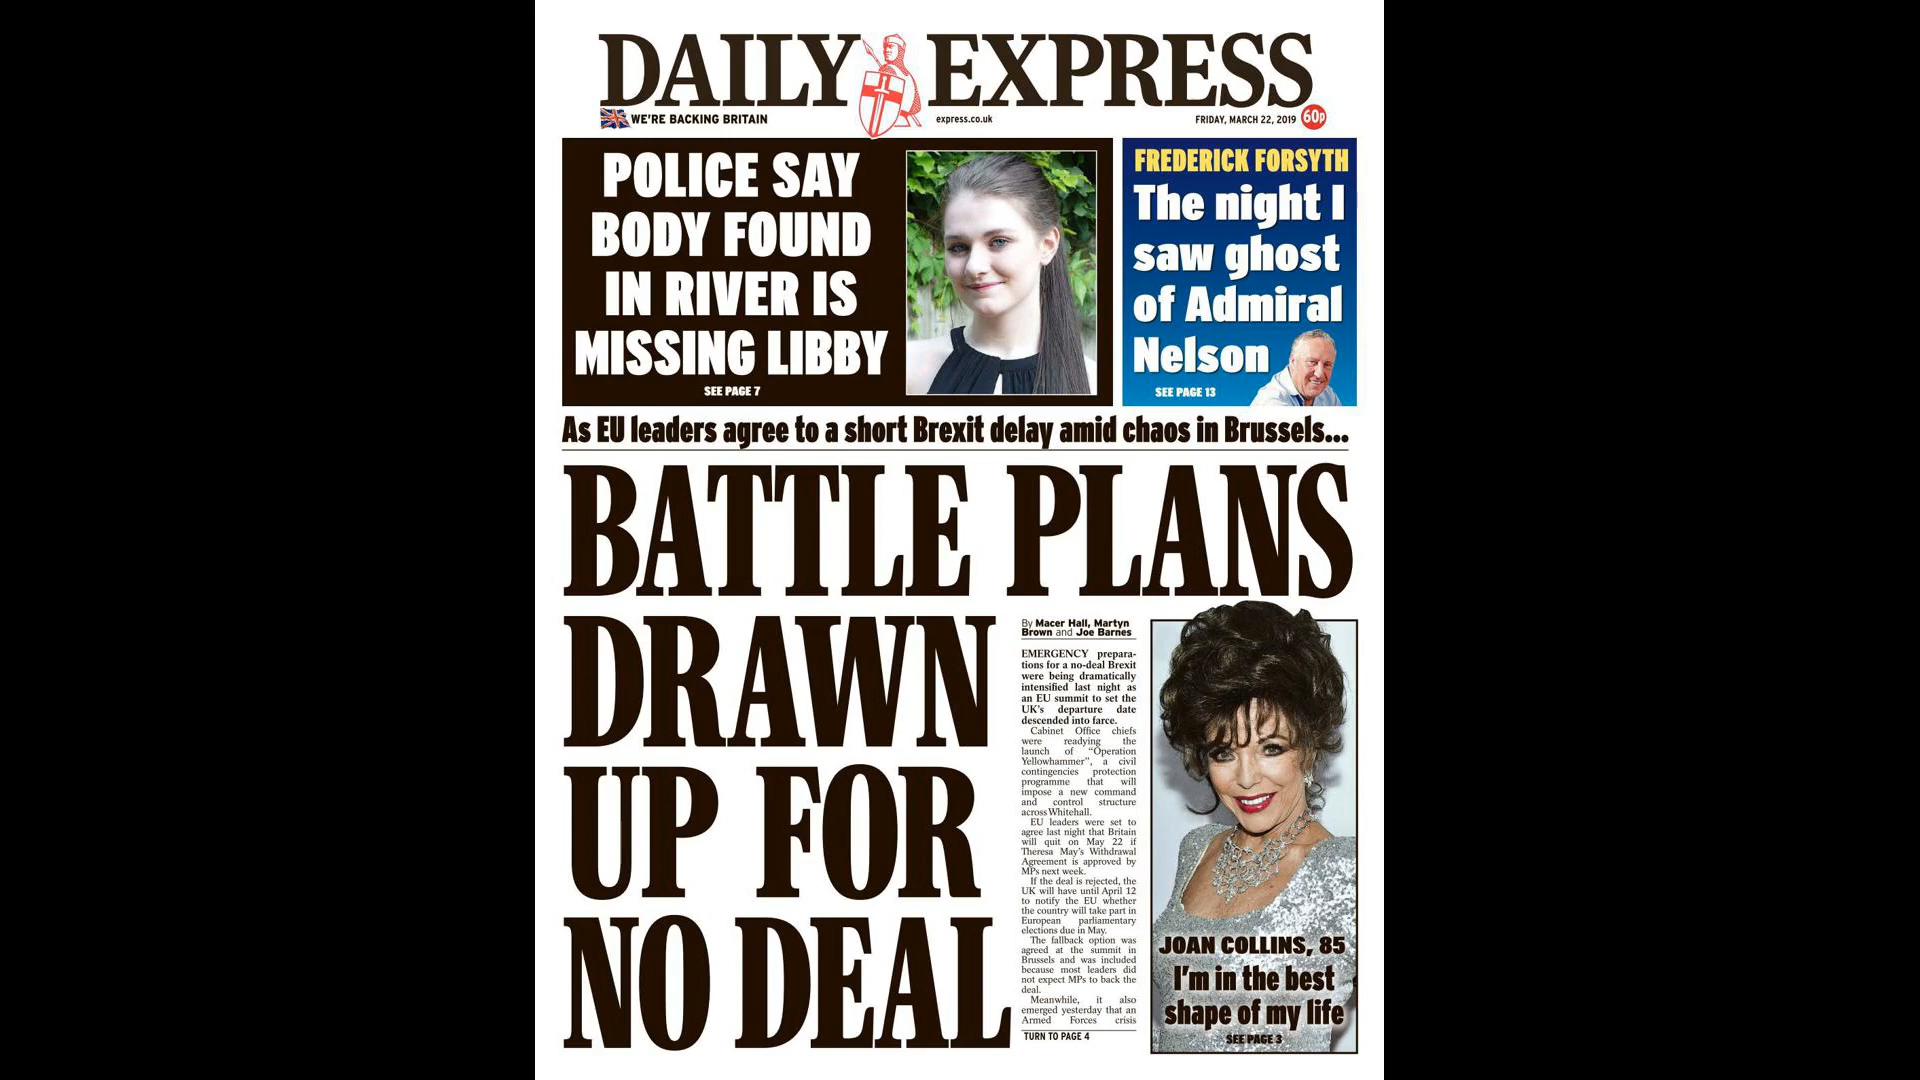 DAILY EXPRESS
WE'RE BACKING BRITAIN
express.co.uk
FRIDAY, MARCH 22, 2019
60p
POLICE SAY
BODY FOUND
IN RIVER IS
MISSING LIBBY
SEE PAGE 7
FREDERICK FORSYTH
The night I
saw ghost
of Admiral
Nelson
SEE PAGE 13
As EU leaders agree to a short Brexit delay amid chaos in Brussels...
BATTLE PLANS
DRAWN
UP FOR
NO DEAL
By Macer Hall, Martyn
Brown and Joe Barnes
EMERGENCY prepara-
tions for a no-deal Brexit
were being dramatically
intensified last night as
an EU summit to set the
UK's departure date
descended into farce.
Cabinet Office chiefs
were readying the
launch of "Operation
Yellowhammer", a civil
contingencies protection
programme that will
impose a new command
and control structure
across Whitehall.
EU leaders were set to
agree last night that Britain
will quit on May 22 if
Theresa May's Withdrawal
Agreement is approved by
MPs next week.
If the deal is rejected, the
UK will have until April 12
to notify the EU whether
the country will take part in
European parliamentary
elections due in May.
The fallback option was
agreed at the summit in
Brussels and was included
because most leaders did
not expect MPs to back the
deal.
Meanwhile, it also
emerged yesterday that an
Armed Forces crisis
TURN TO PAGE 4
JOAN COLLINS, 85
I'm in the best
shape of my life
SEE PAGE 3